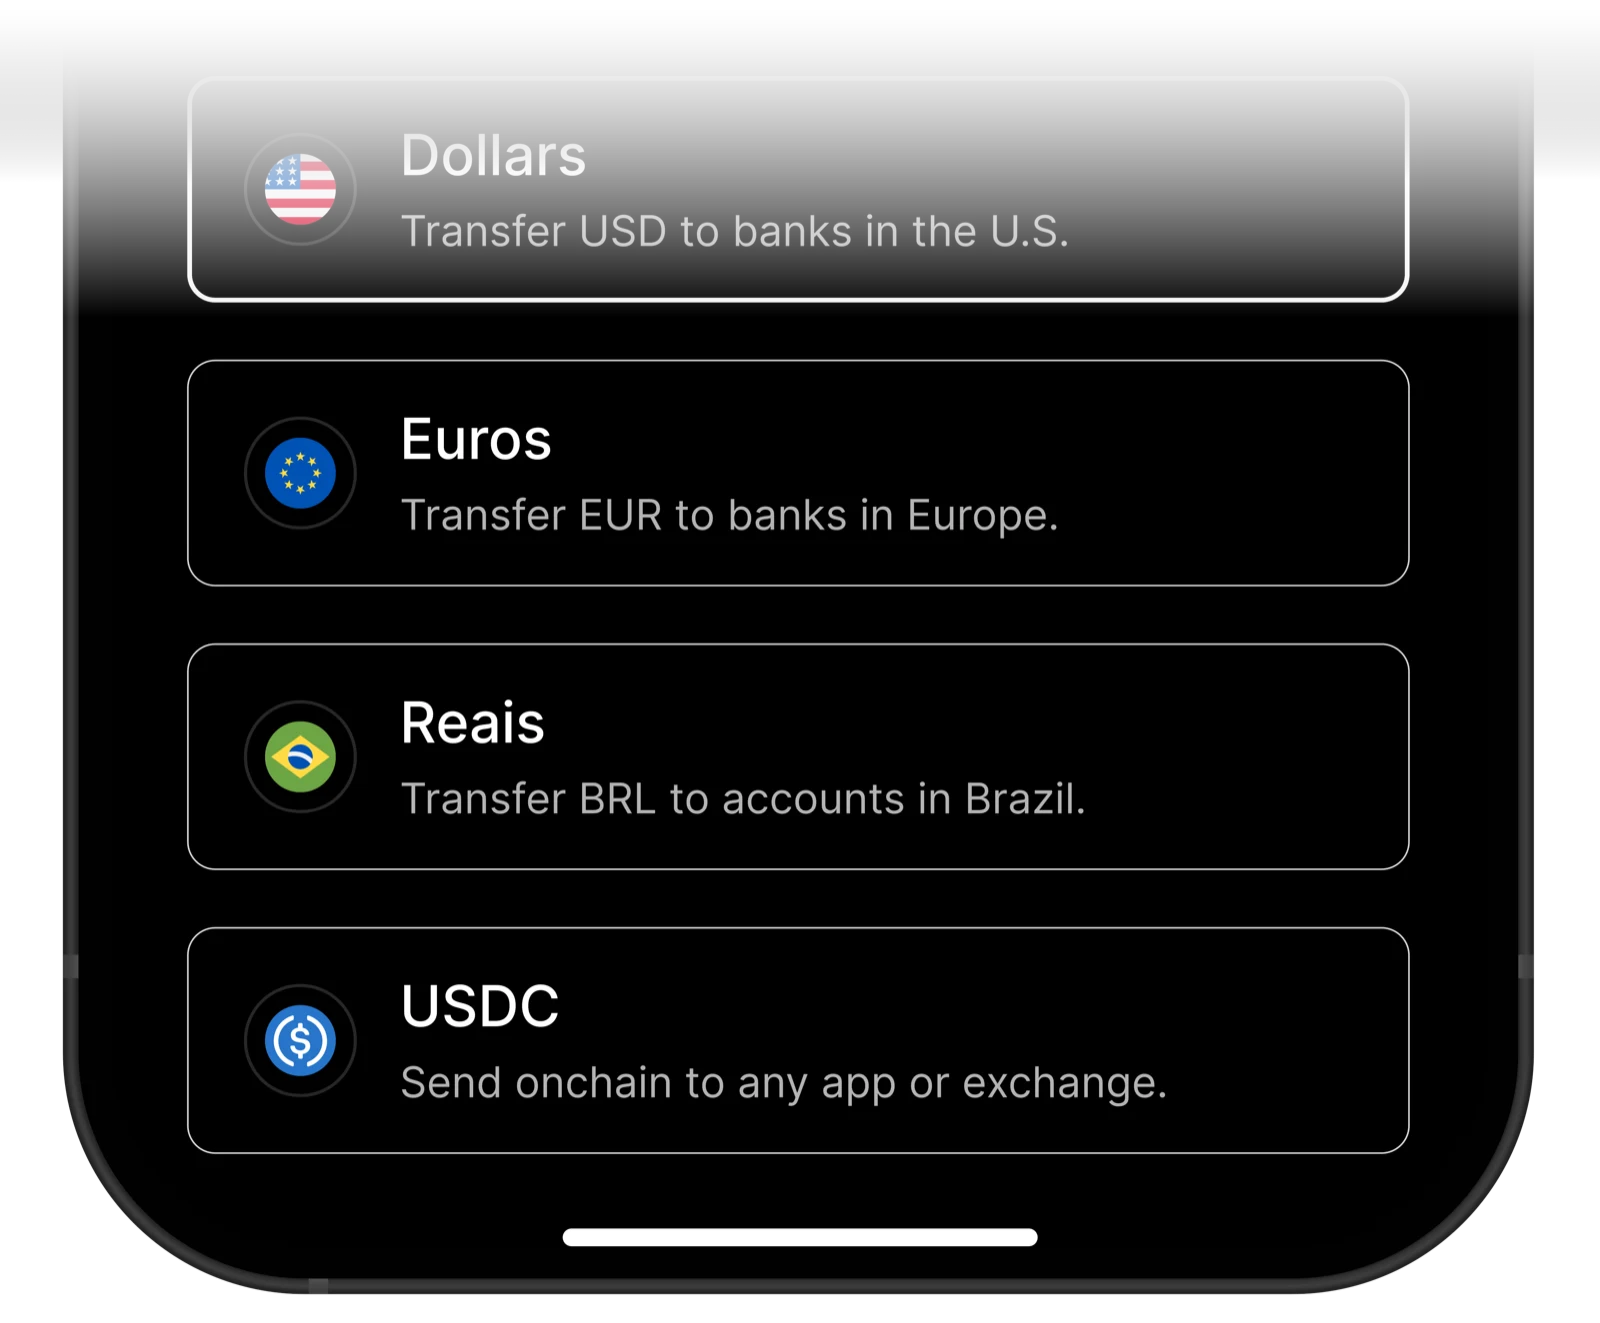 Dollars
Transfer USD to banks in the U.S.
Euros
Transfer EUR to banks in Europe.
Reais
Transfer BRL to accounts in Brazil.
USDC
Send onchain to any app or exchange.